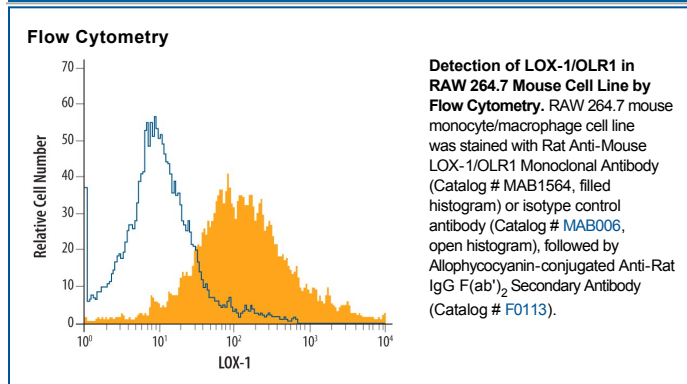 Flow Cytometry
70
60
50
40
30
20
10
0
Relative Cell Number
10⁰
10¹
10²
10³
10⁴
LOX-1
Detection of LOX-1/OLR1 in
RAW 264.7 Mouse Cell Line by
Flow Cytometry. RAW 264.7 mouse
monocyte/macrophage cell line
was stained with Rat Anti-Mouse
LOX-1/OLR1 Monoclonal Antibody
(Catalog # MAB1564, filled
histogram) or isotype control
antibody (Catalog # MAB006,
open histogram), followed by
Allophycocyanin-conjugated Anti-Rat
IgG F(ab')₂ Secondary Antibody
(Catalog # F0113).